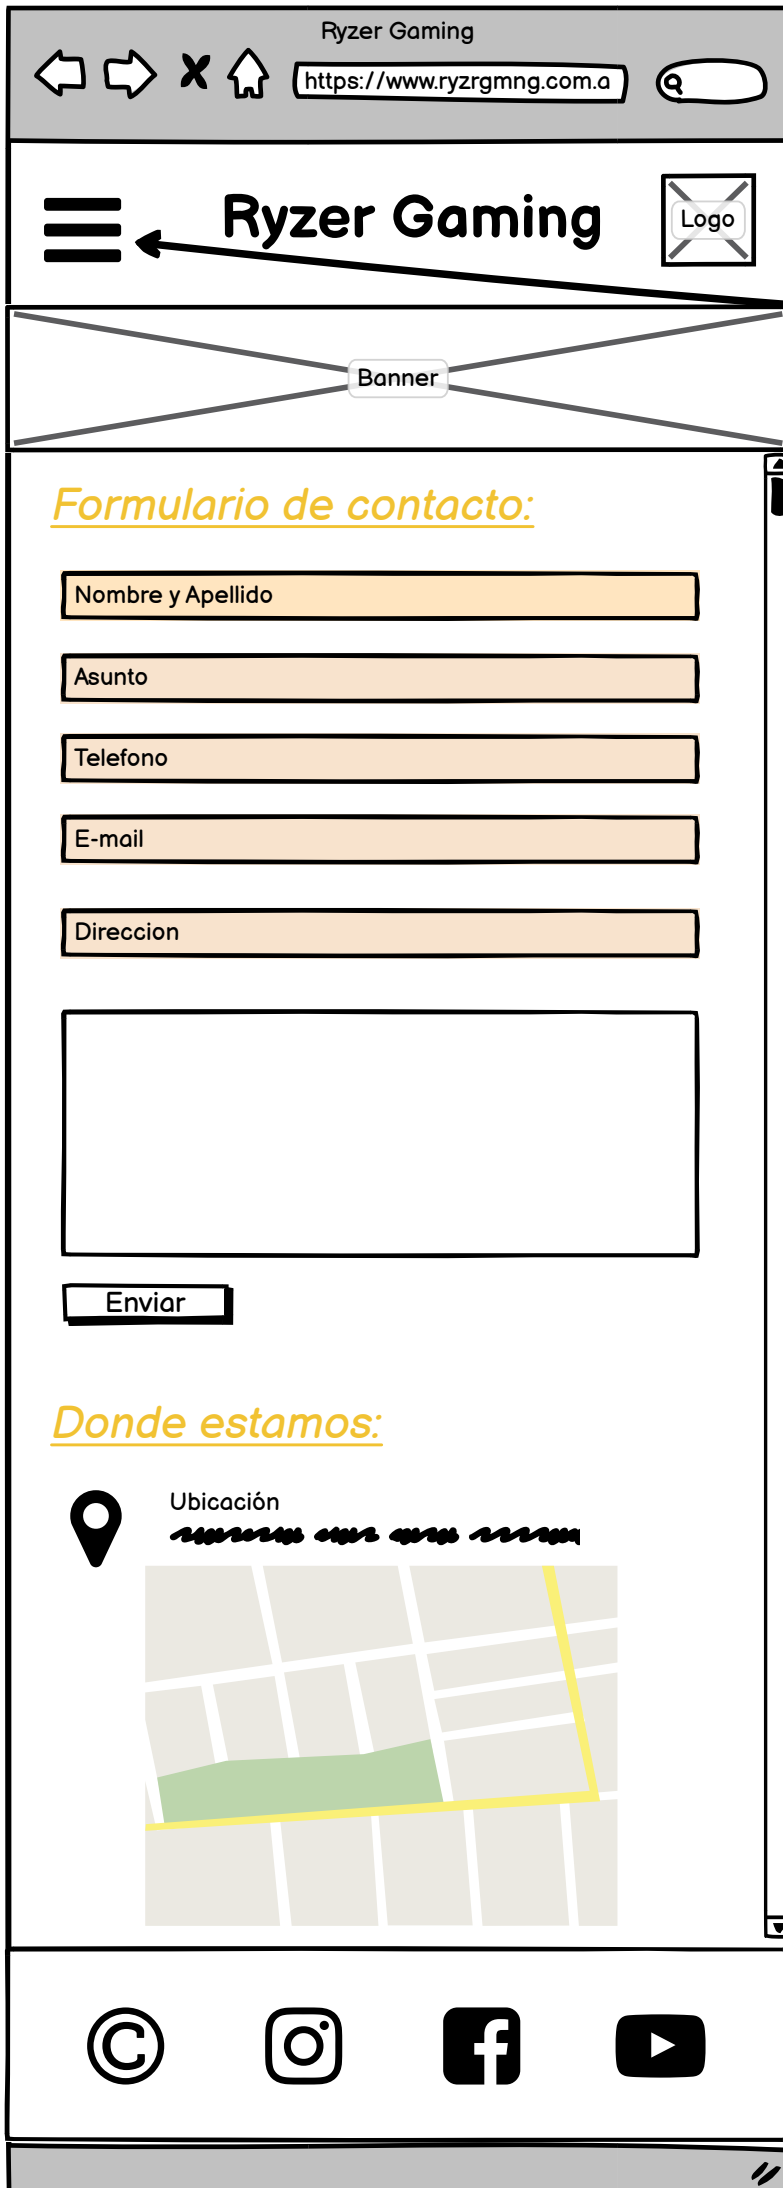 Ryzer Gaming
https://www.ryzrgmng.com.a
Ryzer Gaming
Logo
Banner
Formulario de contacto:
Nombre y Apellido
Asunto
Telefono
E-mail
Direccion
Enviar
Donde estamos:
Ubicación